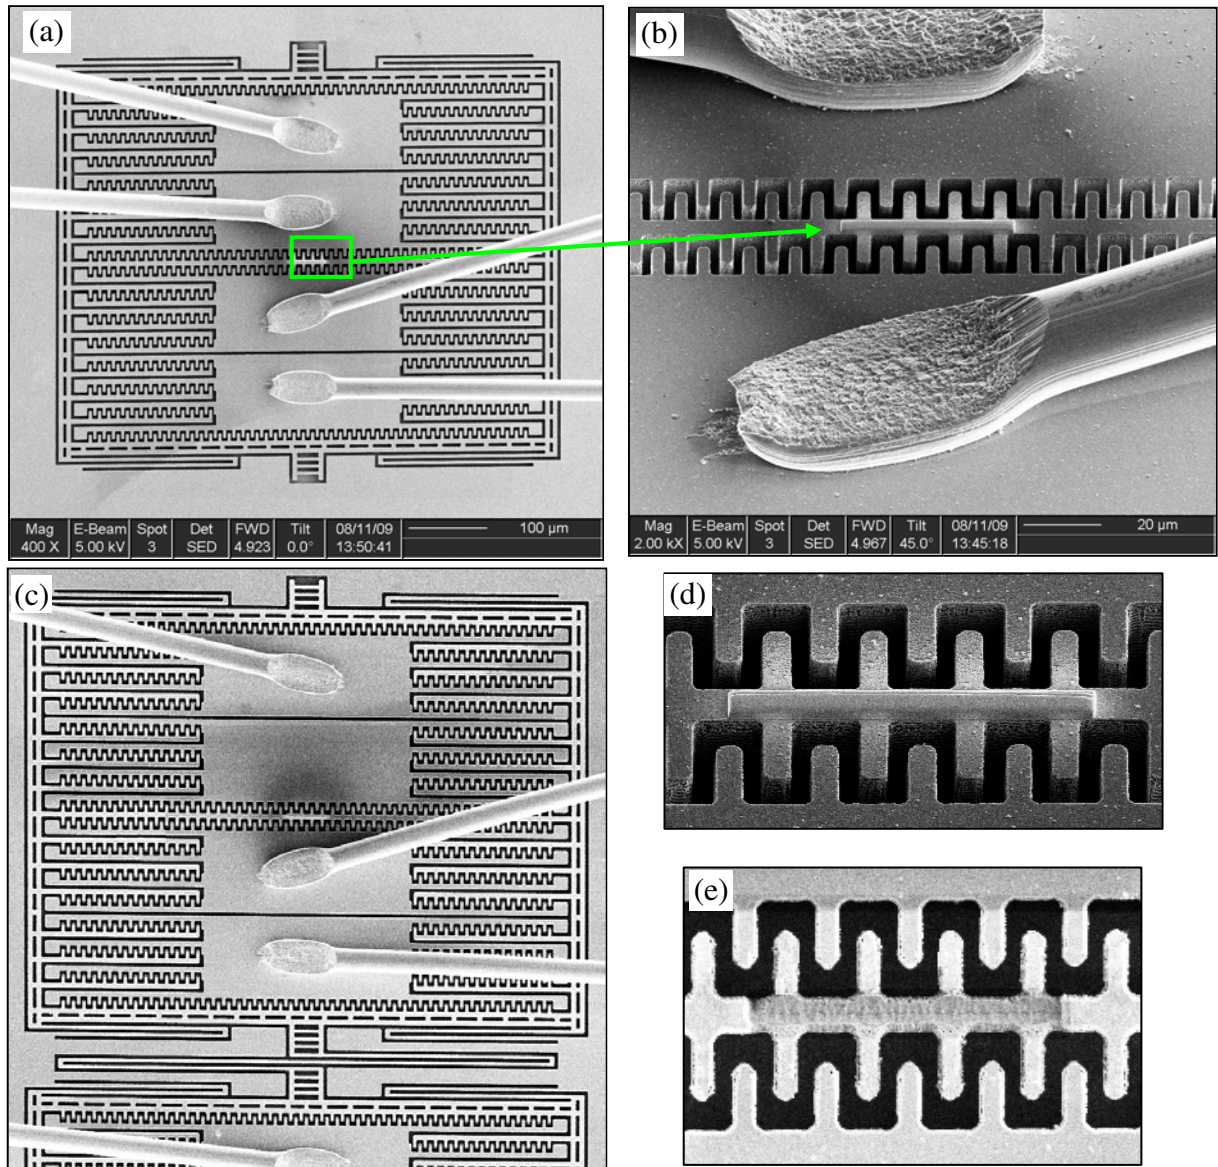 (a)
Mag E-Beam Spot Det FWD Tilt 08/11/09 100 µm
400 X 5.00 kV 3 SED 4.923 0.0° 13:50:41
(b)
Mag E-Beam Spot Det FWD Tilt 08/11/09 20 µm
2.00 kX 5.00 kV 3 SED 4.967 45.0° 13:45:18
(c)
(d)
(e)